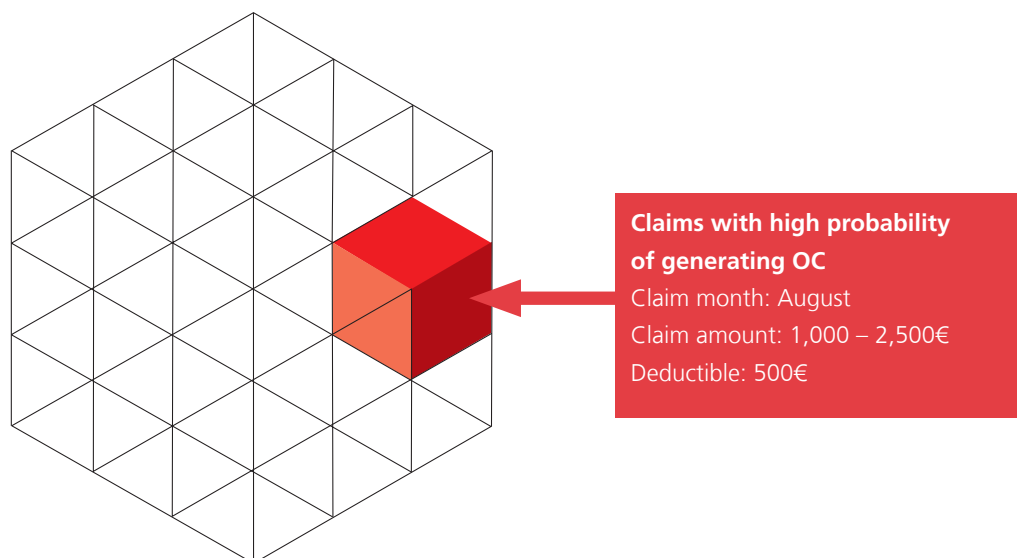 Claims with high probability
of generating OC
Claim month: August
Claim amount: 1,000 – 2,500€
Deductible: 500€